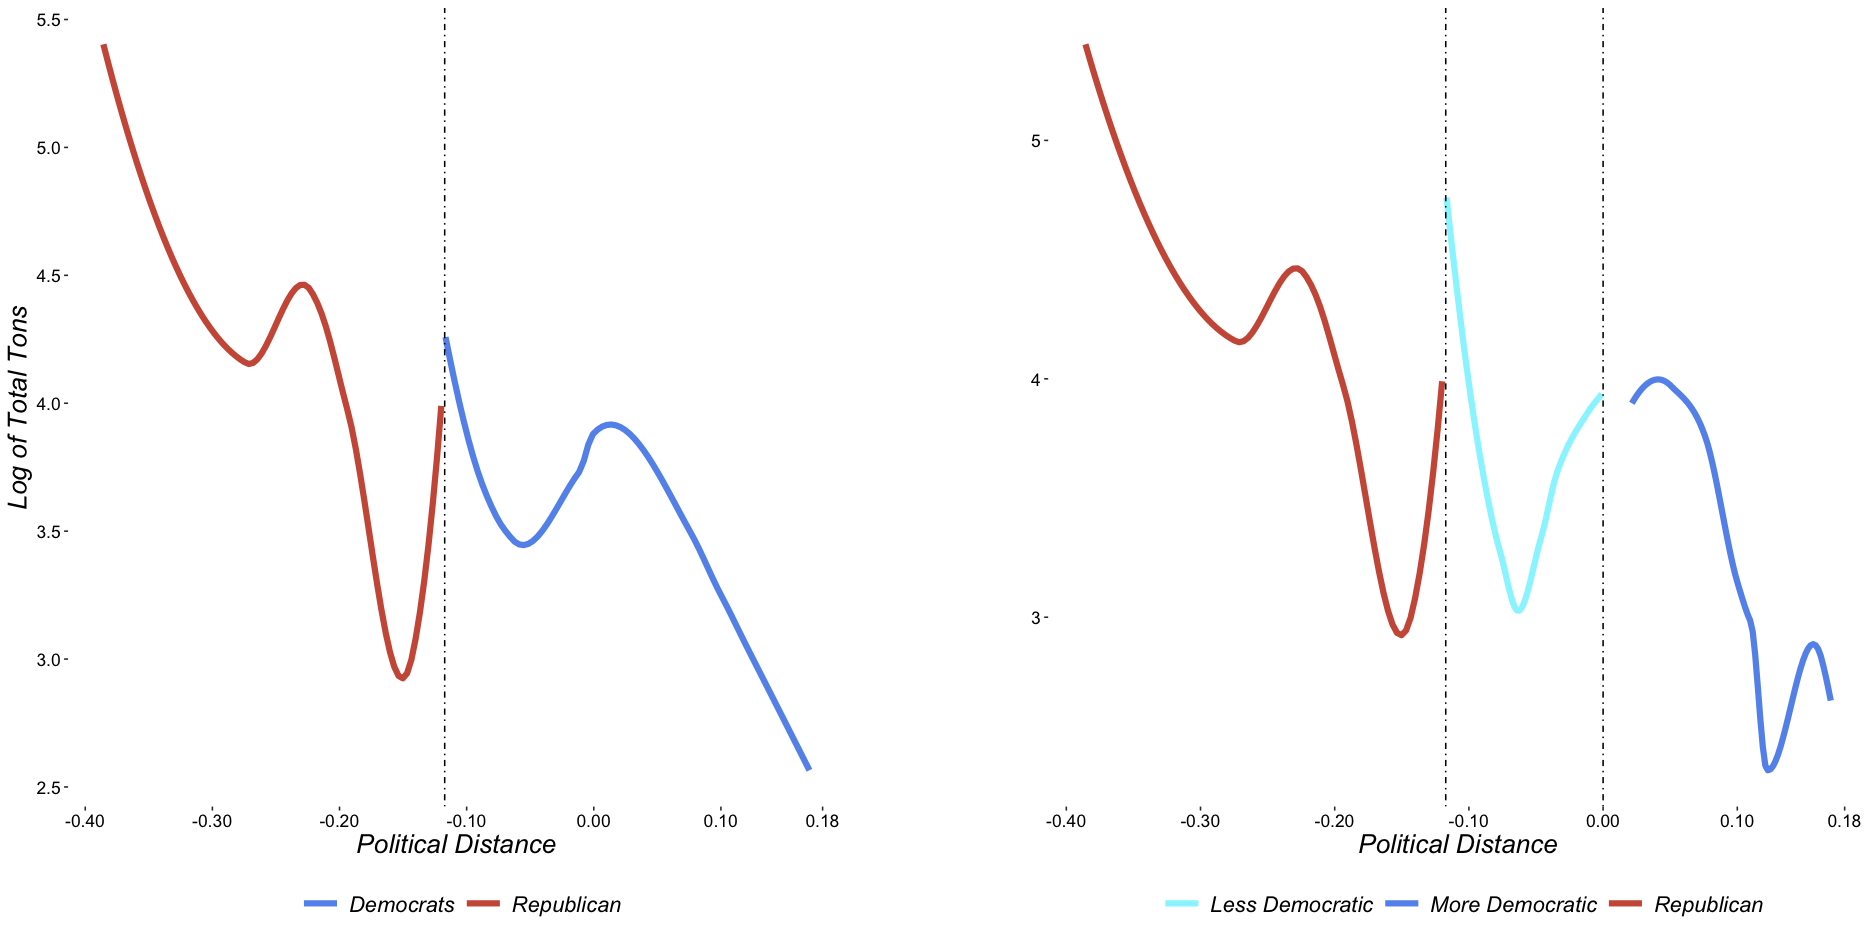 5.5
5.0
4.5
4.0
3.5
3.0
2.5
Log of Total Tons
-0.40 -0.30 -0.20 -0.10 0.00 0.10 0.18
Political Distance
Democrats Republican
5
4
3
-0.40 -0.30 -0.20 -0.10 0.00 0.10 0.18
Political Distance
Less Democratic More Democratic Republican